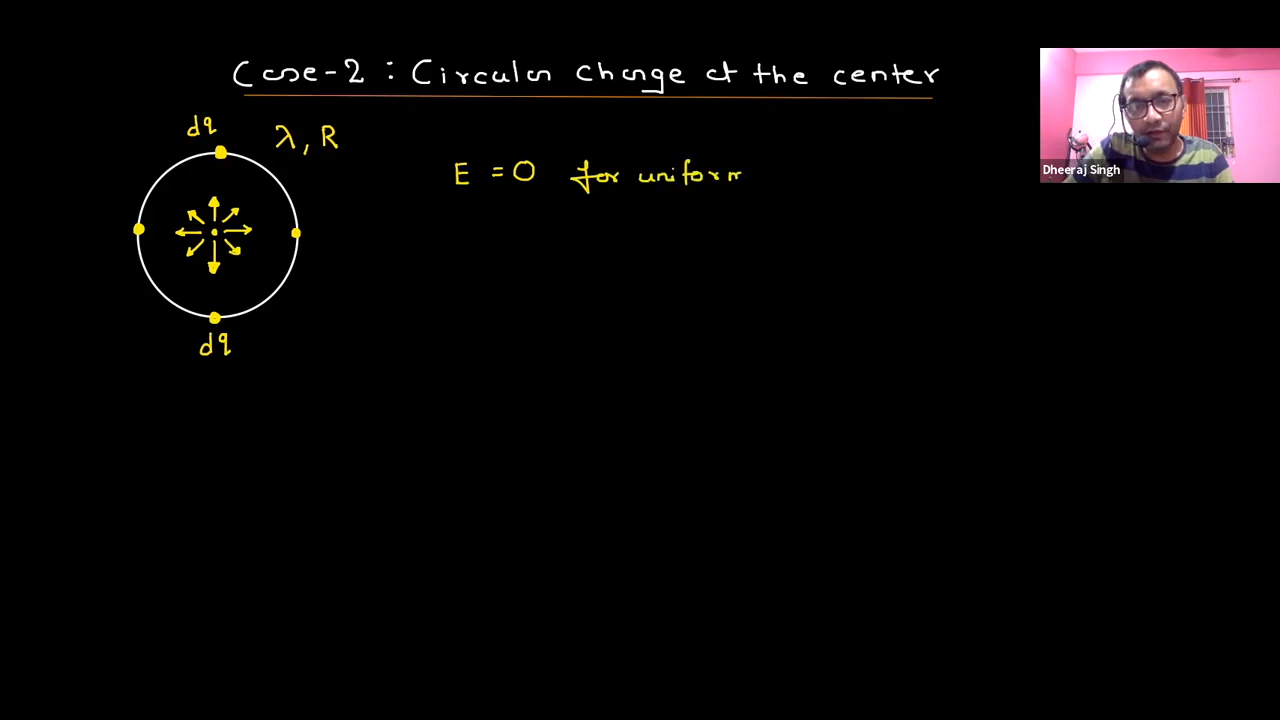 Case-2 : Circular charge at the center
dq
λ, R
E = 0 for uniform
dq
Dheeraj Singh